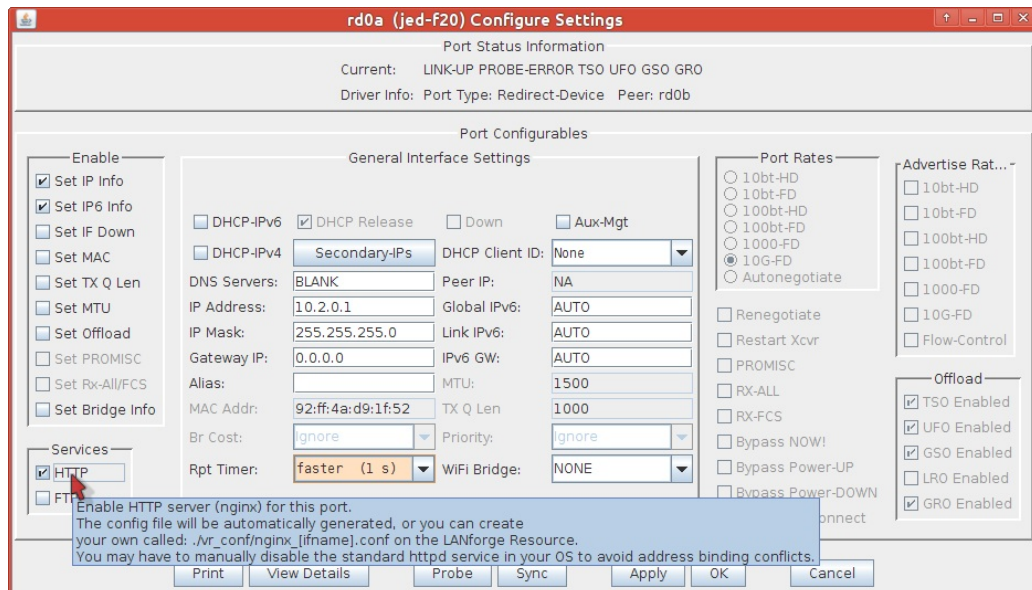 rd0a (jed-f20) Configure Settings
Port Status Information
Current: LINK-UP PROBE-ERROR TSO UFO GSO GRO
Driver Info: Port Type: Redirect-Device Peer: rd0b
Port Configurables
Enable
Set IP Info
Set IP6 Info
Set IF Down
Set MAC
Set TX Q Len
Set MTU
Set Offload
Set PROMISC
Set Rx-All/FCS
Set Bridge Info
Services
HTTP
General Interface Settings
DHCP-IPv6 DHCP Release Down Aux-Mgt
DHCP-IPv4 Secondary-IPs DHCP Client ID: None
DNS Servers: BLANK Peer IP: NA
IP Address: 10.2.0.1 Global IPv6: AUTO
IP Mask: 255.255.255.0 Link IPv6: AUTO
Gateway IP: 0.0.0.0 IPv6 GW: AUTO
Alias: MTU: 1500
MAC Addr: 92:ff:4a:d9:1f:52 TX Q Len 1000
Br Cost: Ignore Priority: Ignore
Rpt Timer: faster (1 s) WiFi Bridge: NONE
Port Rates
10bt-HD
10bt-FD
100bt-HD
100bt-FD
1000-FD
10G-FD
Autonegotiate
Renegotiate
Restart Xcvr
PROMISC
RX-ALL
RX-FCS
Bypass NOW!
Bypass Power-UP
Bypass Power-DOWN
Advertise Rat...
10bt-HD
10bt-FD
100bt-HD
100bt-FD
1000-FD
10G-FD
Flow-Control
Offload
TSO Enabled
UFO Enabled
GSO Enabled
LRO Enabled
GRO Enabled
Enable HTTP server (nginx) for this port.
The config file will be automatically generated, or you can create
your own called: ./vr_conf/nginx_[ifname].conf on the LANforge Resource.
You may have to manually disable the standard httpd service in your OS to avoid address binding conflicts.
Print View Details Probe Sync Apply OK Cancel